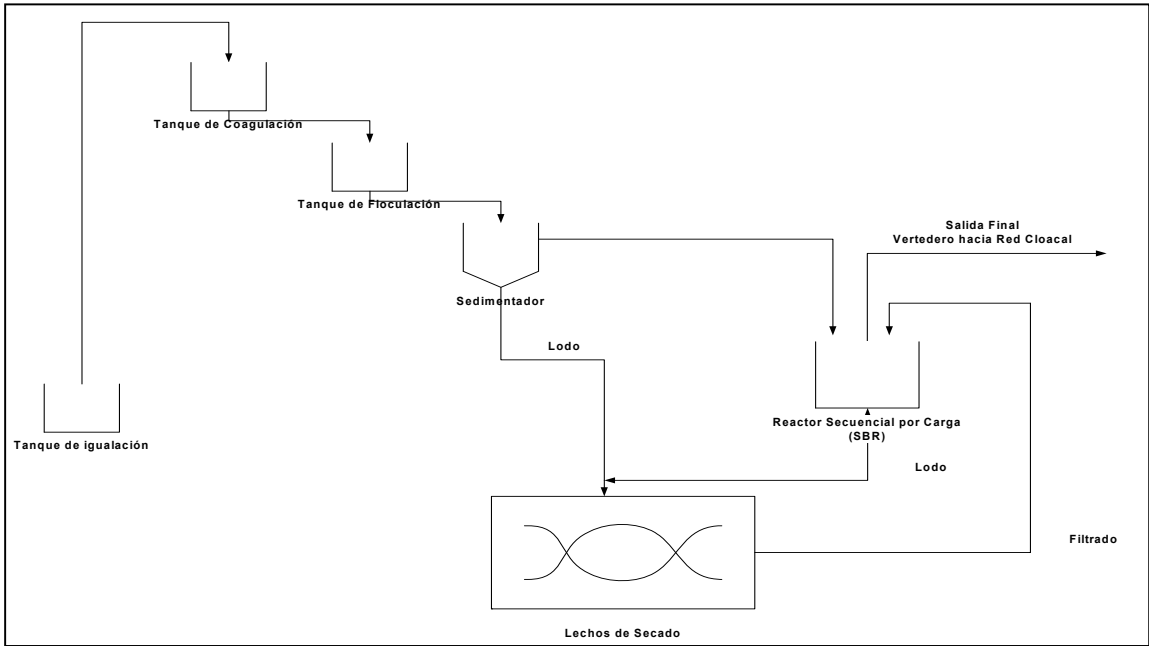 Tanque de Coagulación
Tanque de Floculación
Salida Final
Vertedero hacia Red Cloacal
Sedimentador
Lodo
Reactor Secuencial por Carga
(SBR)
Tanque de igualación
Lodo
Filtrado
Lechos de Secado